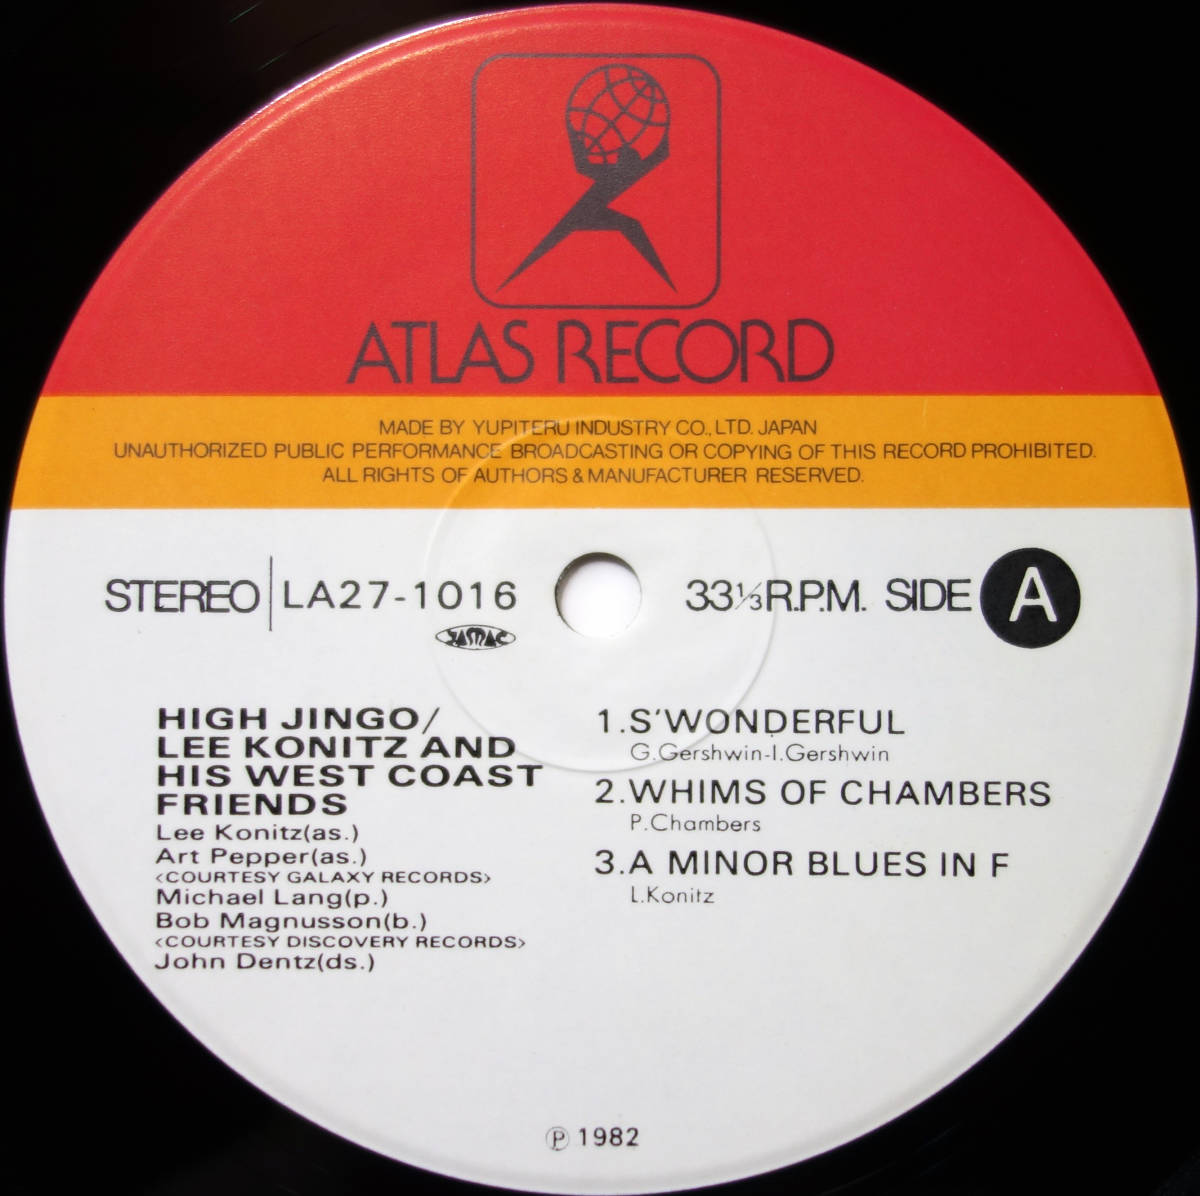 ATLAS RECORD
MADE BY YUPITERU INDUSTRY CO., LTD. JAPAN
UNAUTHORIZED PUBLIC PERFORMANCE BROADCASTING OR COPYING OF THIS RECORD PROHIBITED.
ALL RIGHTS OF AUTHORS & MANUFACTURER RESERVED.
STEREO LA27-1016
JASRAC
33⅓R.P.M. SIDE A
HIGH JINGO/
LEE KONITZ AND
HIS WEST COAST
FRIENDS
Lee Konitz(as.)
Art Pepper(as.)
<COURTESY GALAXY RECORDS>
Michael Lang(p.)
Bob Magnusson(b.)
<COURTESY DISCOVERY RECORDS>
John Dentz(ds.)
1.S'WONDERFUL
G.Gershwin-I.Gershwin
2.WHIMS OF CHAMBERS
P.Chambers
3.A MINOR BLUES IN F
L.Konitz
℗ 1982